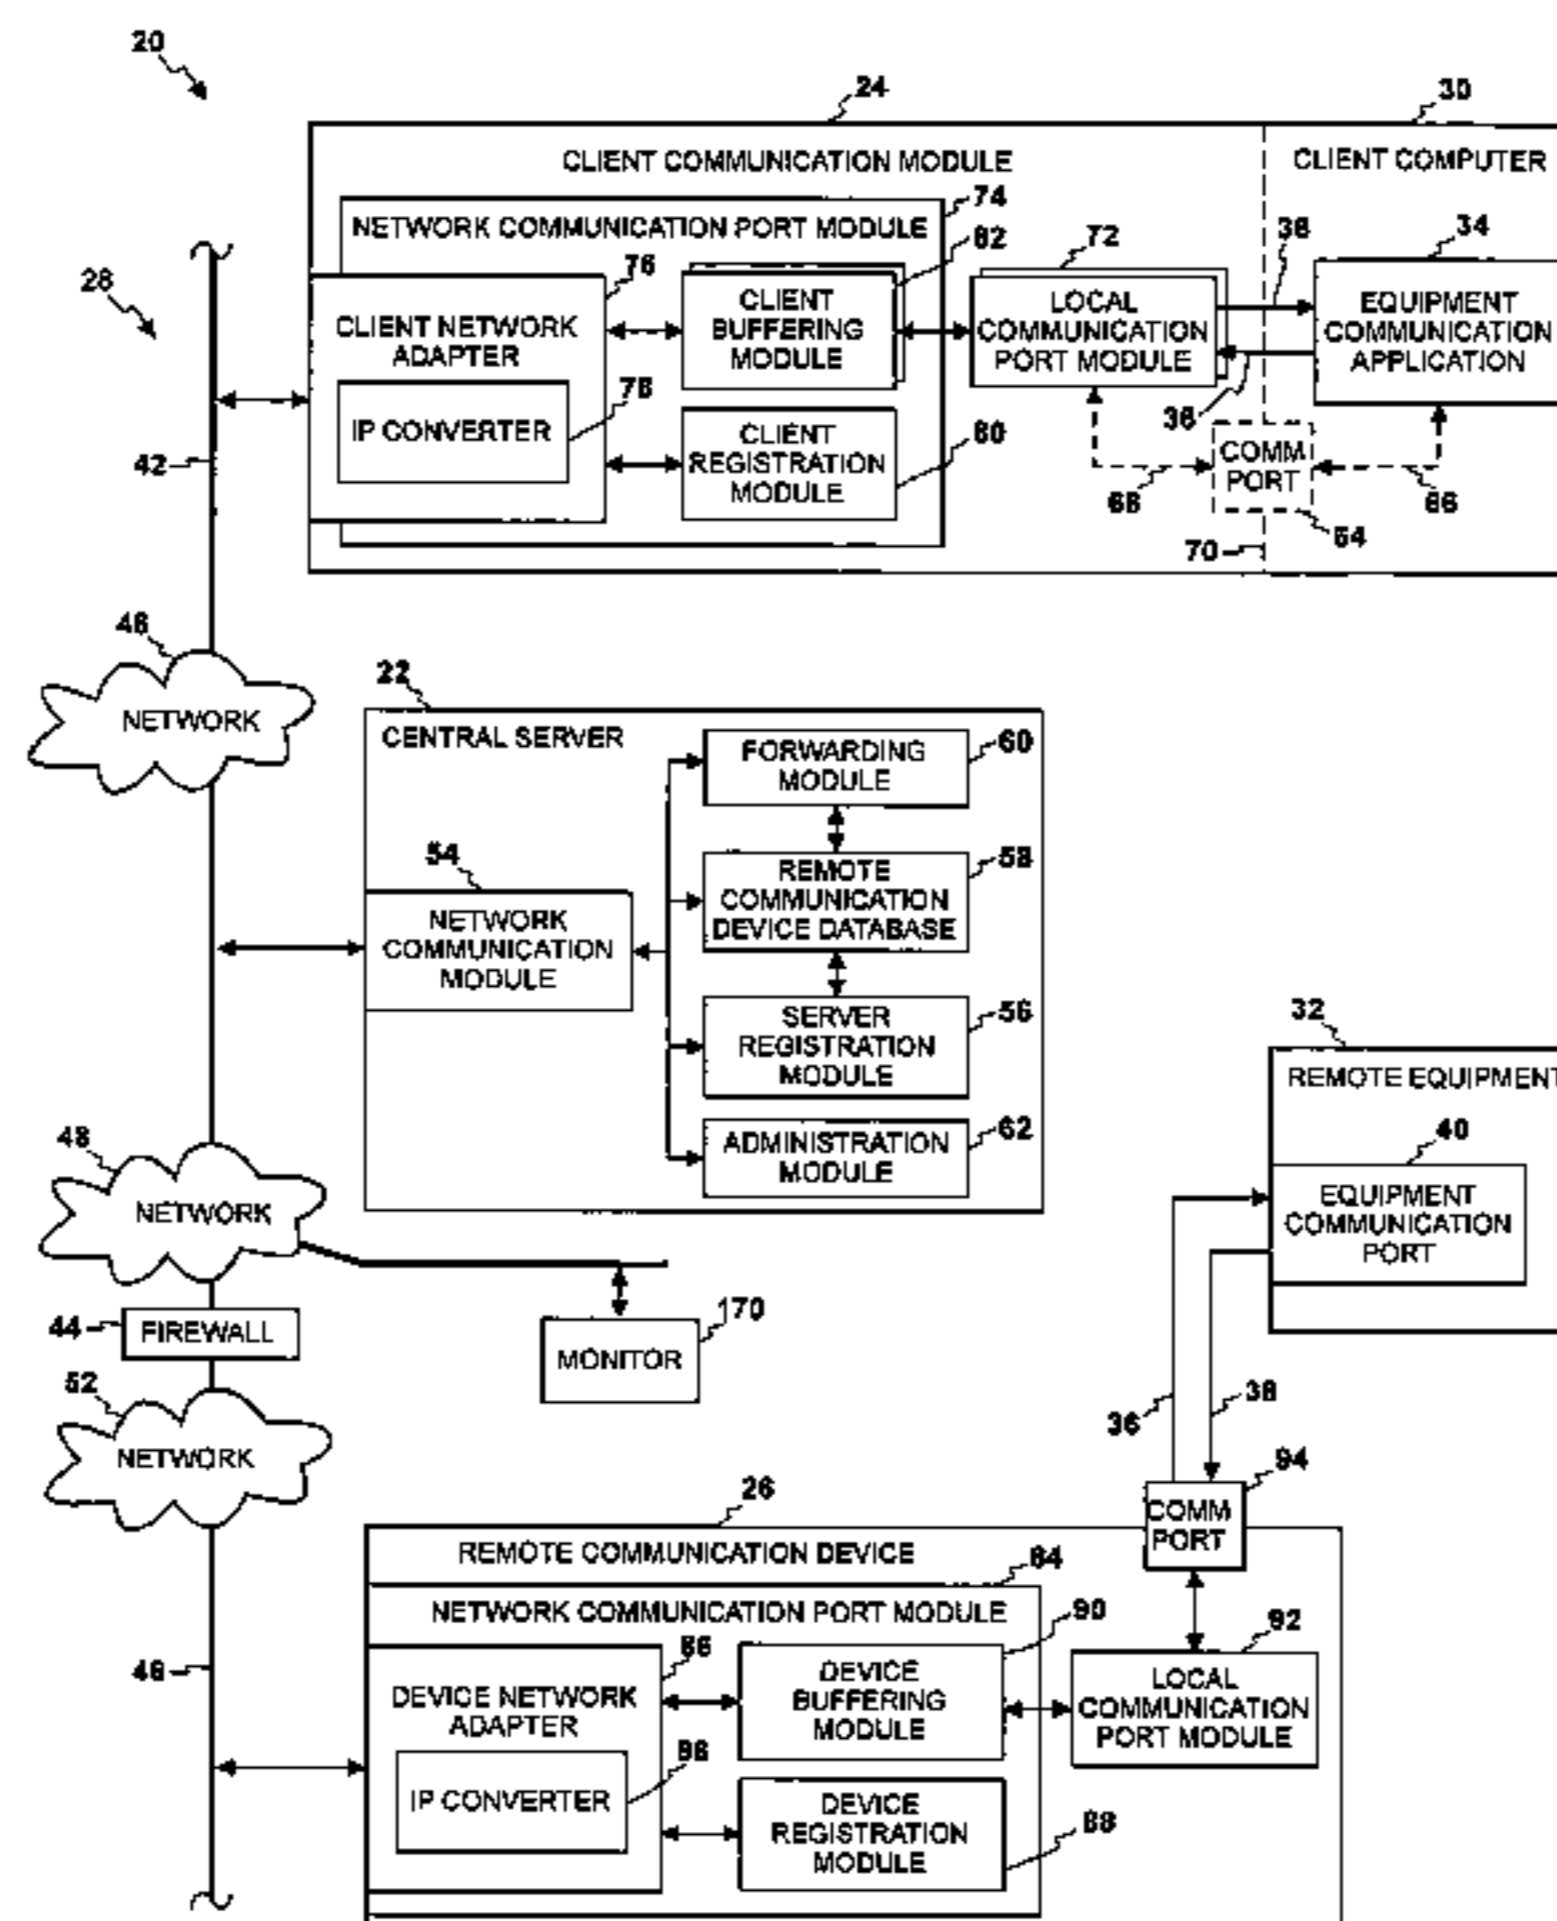 20
24
30
CLIENT COMMUNICATION MODULE
CLIENT COMPUTER
74
NETWORK COMMUNICATION PORT MODULE
28
76
82
72
38
34
CLIENT NETWORK
ADAPTER
CLIENT
BUFFERING
MODULE
LOCAL
COMMUNICATION
PORT MODULE
EQUIPMENT
COMMUNICATION
APPLICATION
78
IP CONVERTER
80
CLIENT
REGISTRATION
MODULE
36
COMM
PORT
42
68
66
64
70
46
NETWORK
22
CENTRAL SERVER
FORWARDING
MODULE
60
54
NETWORK
COMMUNICATION
MODULE
REMOTE
COMMUNICATION
DEVICE DATABASE
58
SERVER
REGISTRATION
MODULE
56
32
REMOTE EQUIPMENT
48
NETWORK
ADMINISTRATION
MODULE
62
40
EQUIPMENT
COMMUNICATION
PORT
44
FIREWALL
170
MONITOR
52
NETWORK
36
38
94
COMM
PORT
26
REMOTE COMMUNICATION DEVICE
84
NETWORK COMMUNICATION PORT MODULE
90
92
86
DEVICE NETWORK
ADAPTER
DEVICE
BUFFERING
MODULE
LOCAL
COMMUNICATION
PORT MODULE
IP CONVERTER
DEVICE
REGISTRATION
MODULE